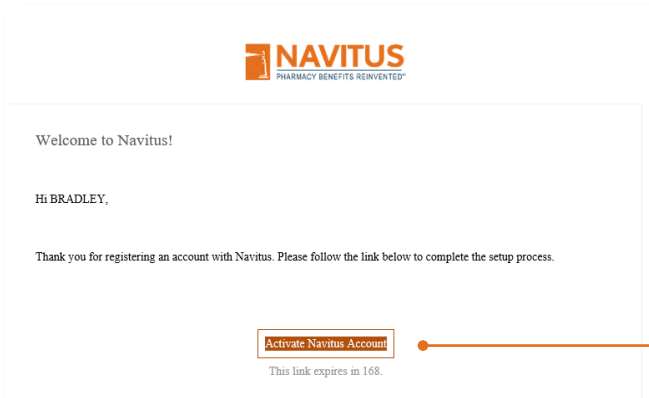 NAVITUS
PHARMACY BENEFITS REINVENTED™
Welcome to Navitus!
Hi BRADLEY,
Thank you for registering an account with Navitus. Please follow the link below to complete the setup process.
Activate Navitus Account
This link expires in 168.